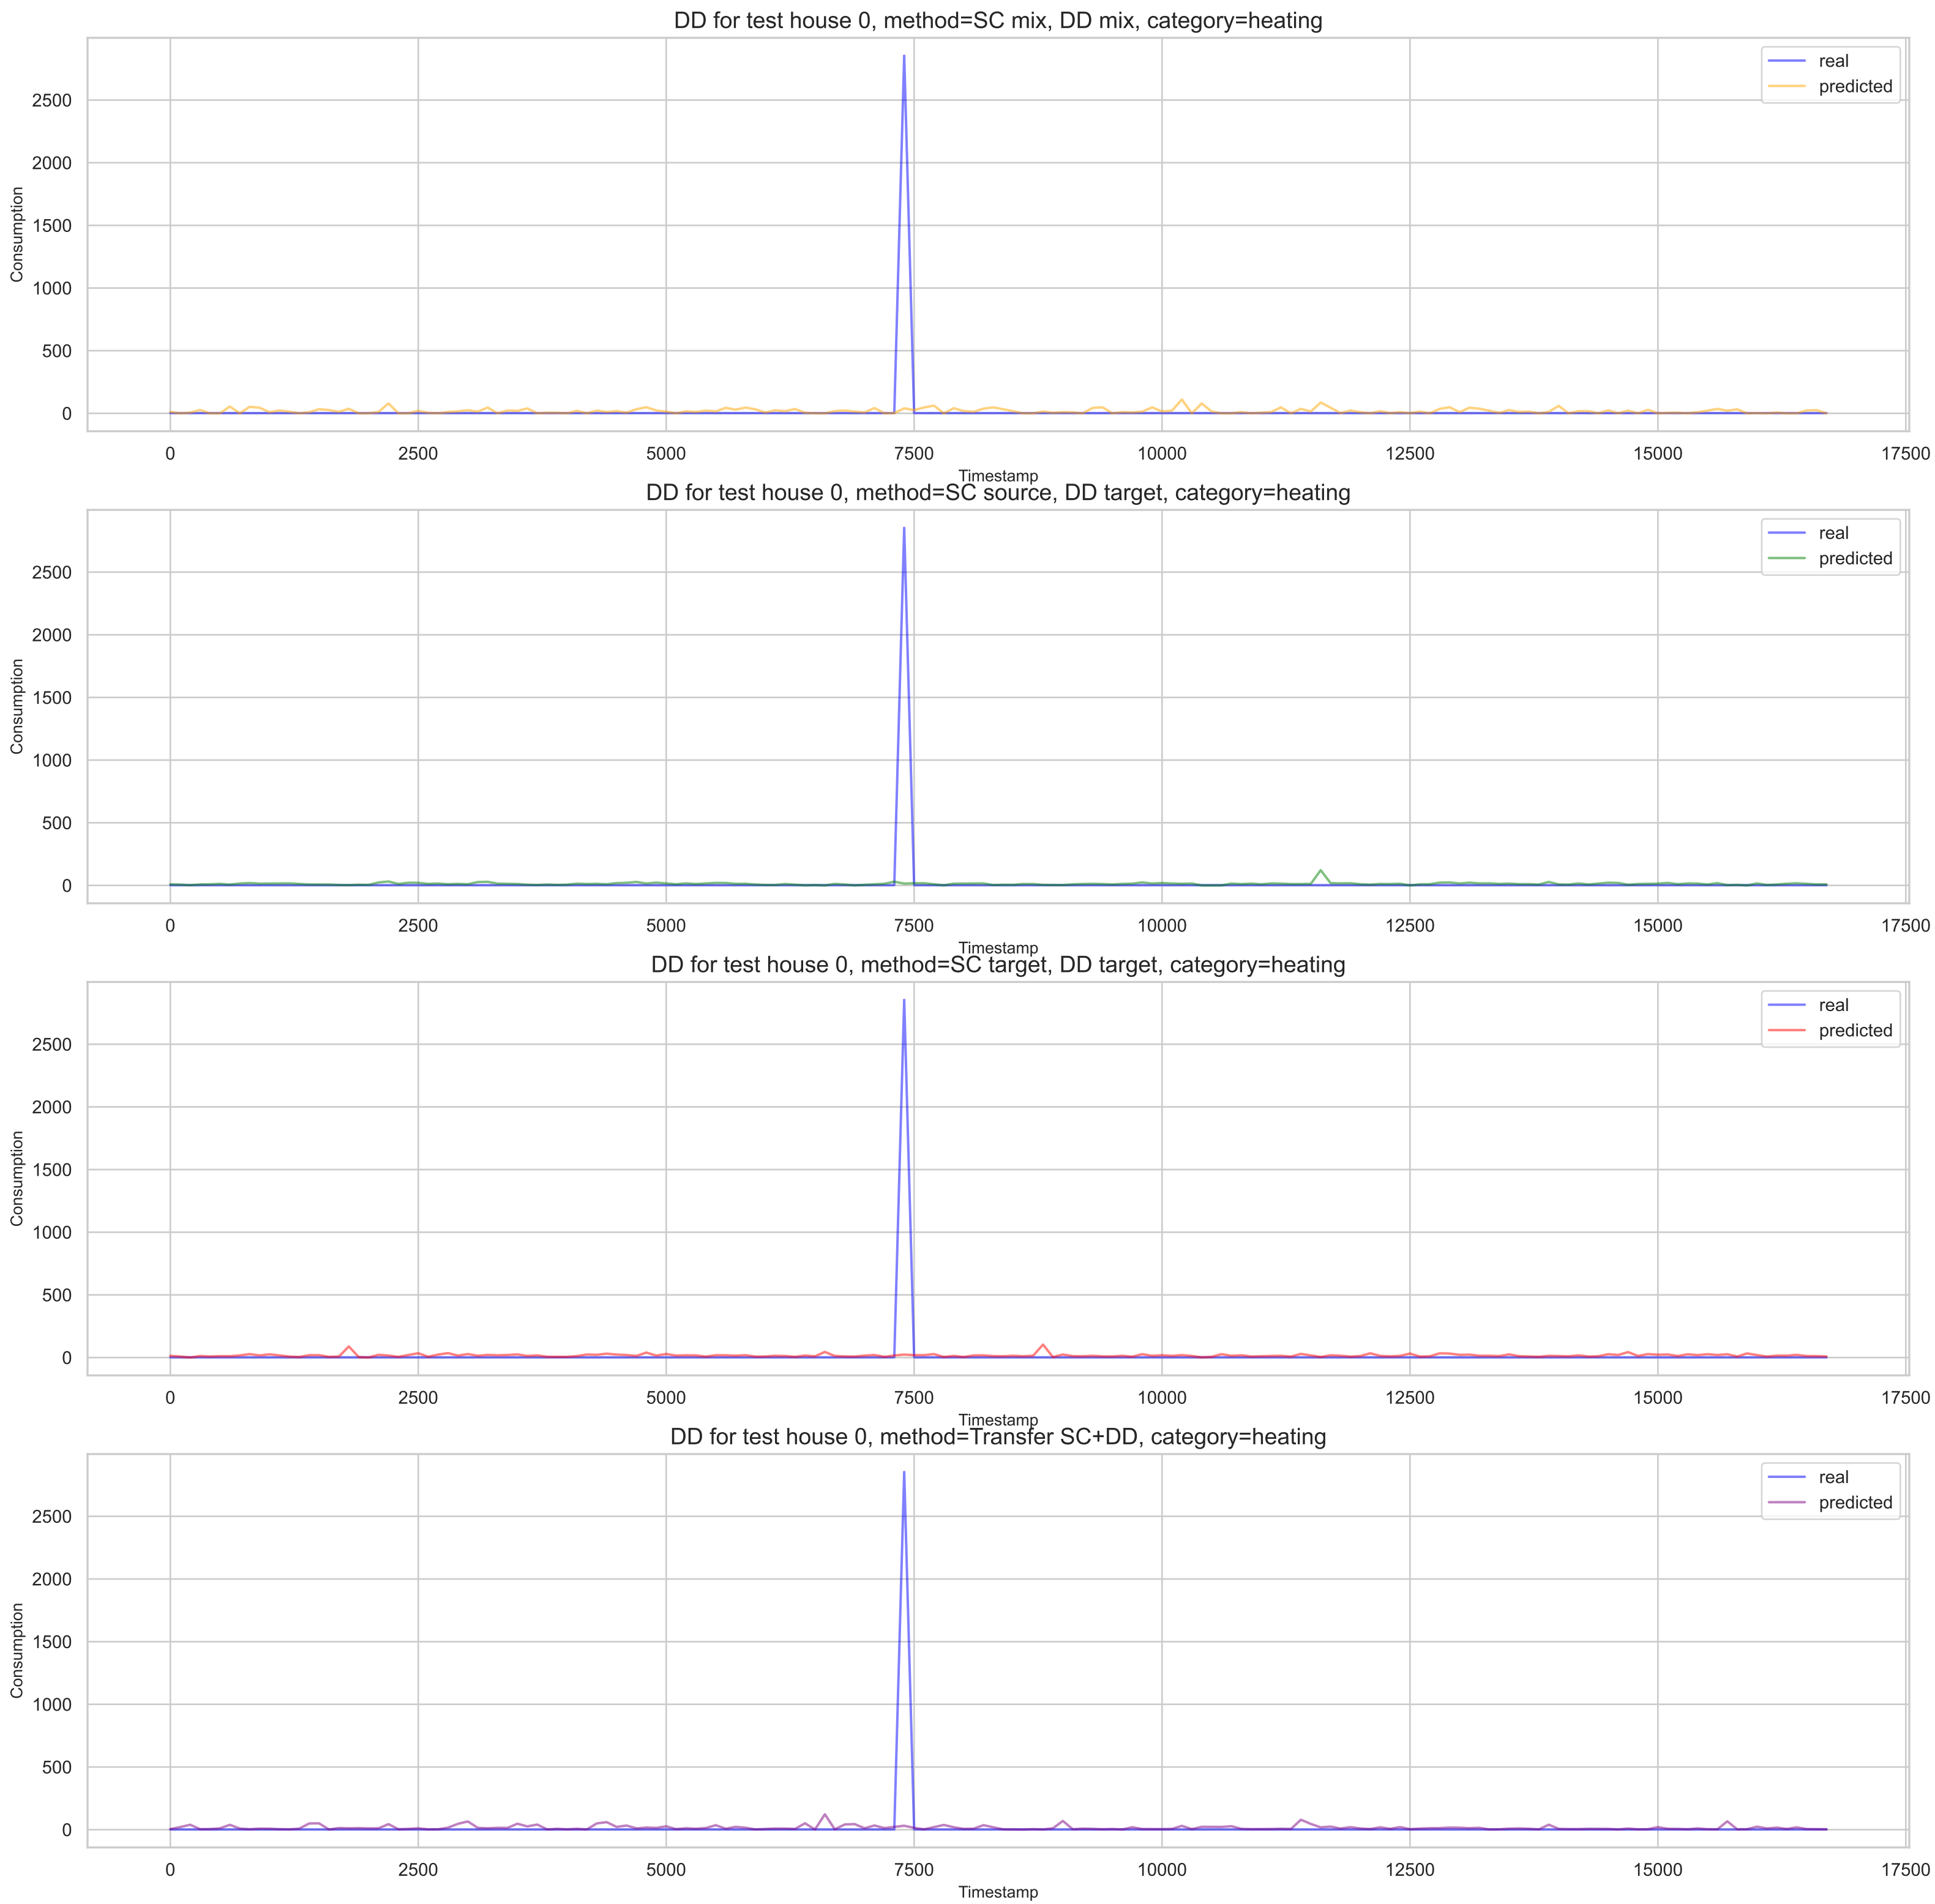 DD for test house 0, method=SC mix, DD mix, category=heating
real
predicted
2500
2000
1500
1000
500
0
Consumption
0 2500 5000 7500 10000 12500 15000 17500
Timestamp
DD for test house 0, method=SC source, DD target, category=heating
real
predicted
2500
2000
1500
1000
500
0
Consumption
0 2500 5000 7500 10000 12500 15000 17500
Timestamp
DD for test house 0, method=SC target, DD target, category=heating
real
predicted
2500
2000
1500
1000
500
0
Consumption
0 2500 5000 7500 10000 12500 15000 17500
Timestamp
DD for test house 0, method=Transfer SC+DD, category=heating
real
predicted
2500
2000
1500
1000
500
0
Consumption
0 2500 5000 7500 10000 12500 15000 17500
Timestamp